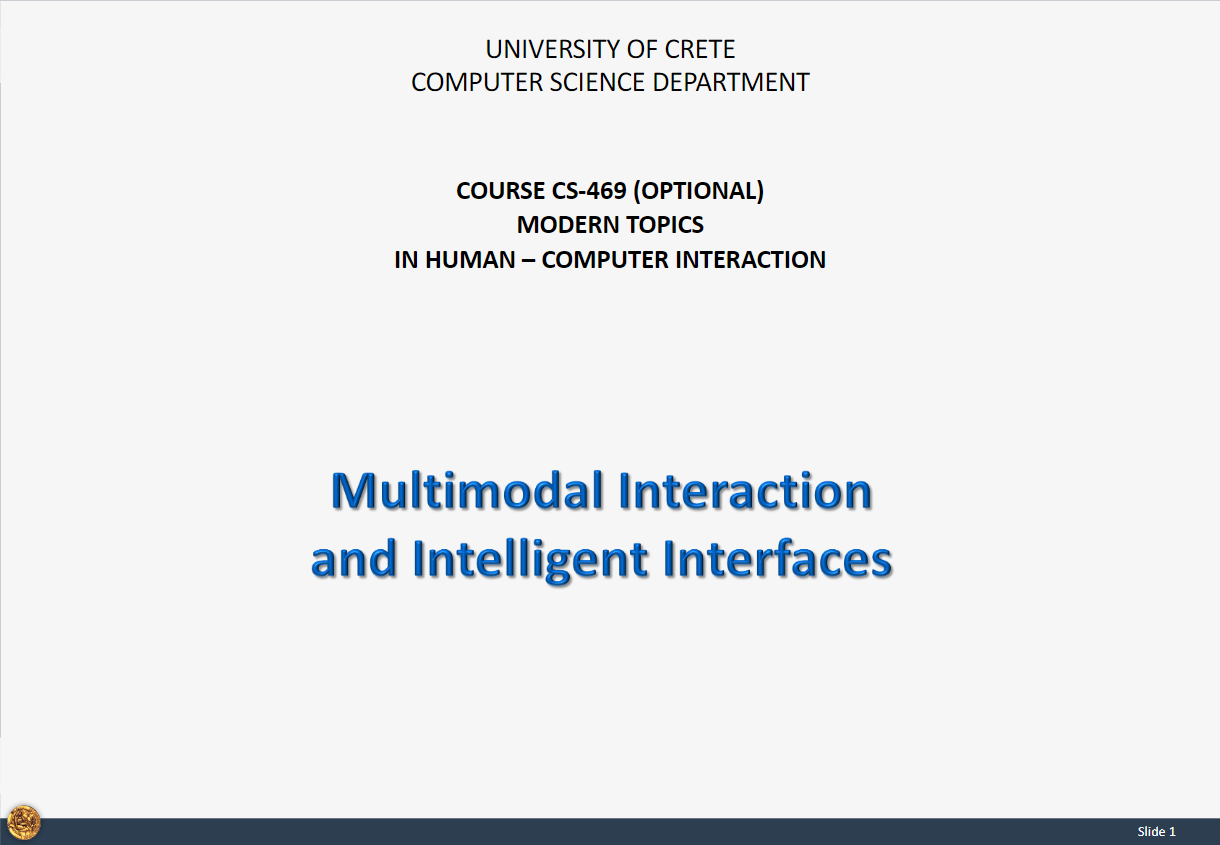 UNIVERSITY OF CRETE
COMPUTER SCIENCE DEPARTMENT
COURSE CS-469 (OPTIONAL)
MODERN TOPICS
IN HUMAN – COMPUTER INTERACTION
Multimodal Interaction
and Intelligent Interfaces
Slide 1